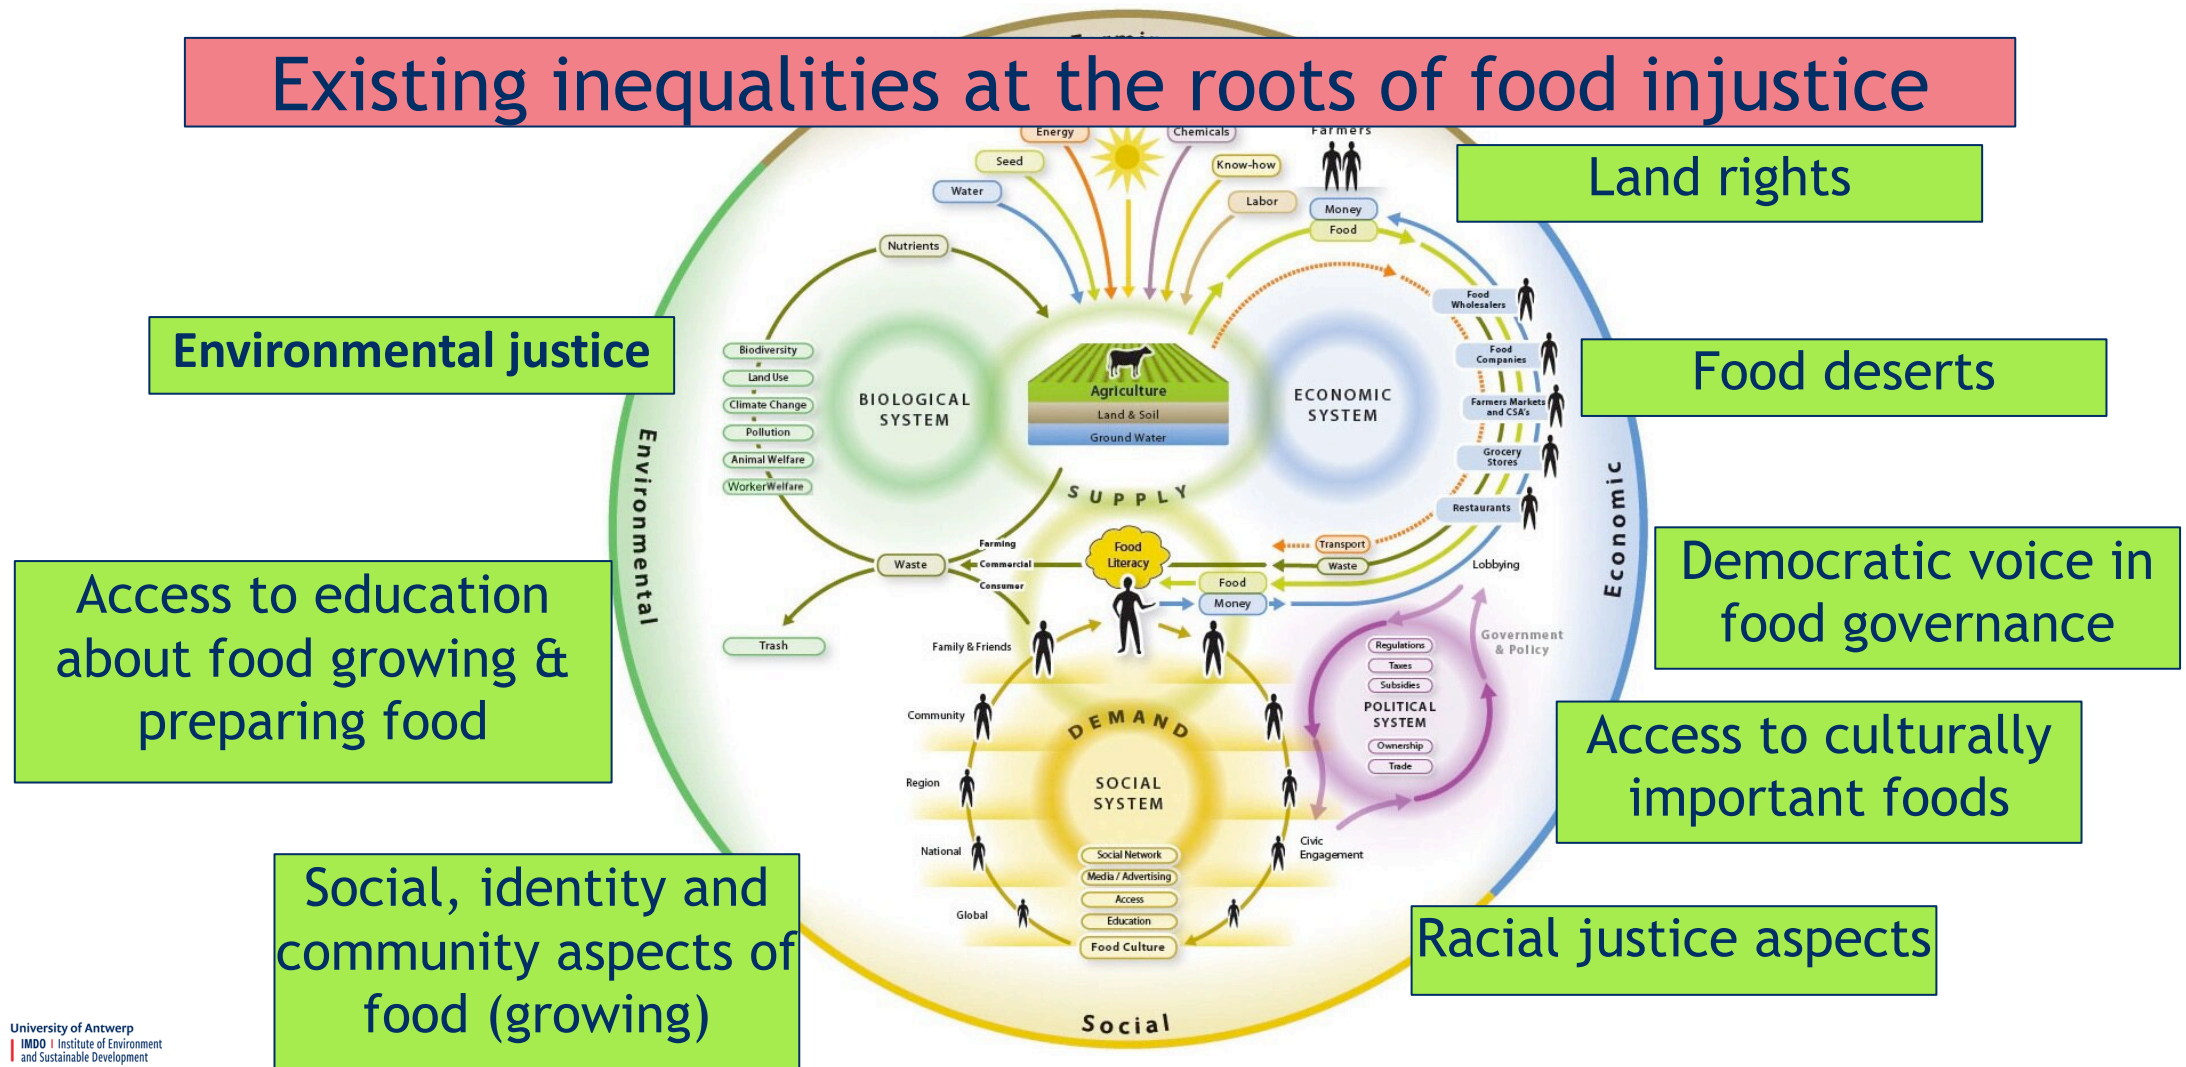 Existing inequalities at the roots of food injustice
Energy
Chemicals
Farmers
Seed
Know-how
Water
Labor
Land rights
Money
Food
Nutrients
Food
Wholesalers
Environmental justice
Biodiversity
Land Use
Climate Change
Pollution
Animal Welfare
WorkerWelfare
BIOLOGICAL
SYSTEM
Agriculture
Land & Soil
Ground Water
ECONOMIC
SYSTEM
Food
Companies
Farmers Markets
and CSA's
Grocery
Stores
Restaurants
Food deserts
Environmental
Economic
SUPPLY
Farming
Commercial
Consumer
Waste
Trash
Food
Literacy
Transport
Waste
Food
Money
Lobbying
Democratic voice in
food governance
Access to education
about food growing &
preparing food
Family & Friends
Community
Region
National
Global
DEMAND
SOCIAL
SYSTEM
Social Network
Media / Advertising
Access
Education
Food Culture
Government
& Policy
Regulations
Taxes
Subsidies
POLITICAL
SYSTEM
Ownership
Trade
Civic
Engagement
Access to culturally
important foods
Social, identity and
community aspects of
food (growing)
Racial justice aspects
Social
University of Antwerp
IMDO | Institute of Environment
and Sustainable Development